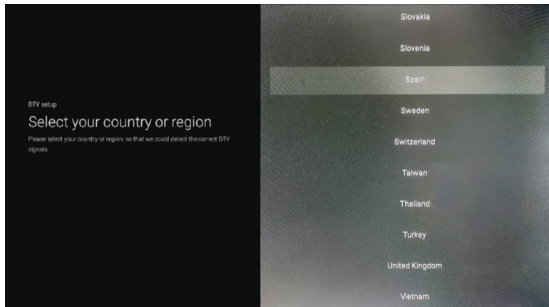 DTV setup
Select your country or region
Please select your country or region, so that we could detect the correct DTV
signals
Slovakia
Slovenia
Spain
Sweden
Switzerland
Taiwan
Thailand
Turkey
United Kingdom
Vietnam